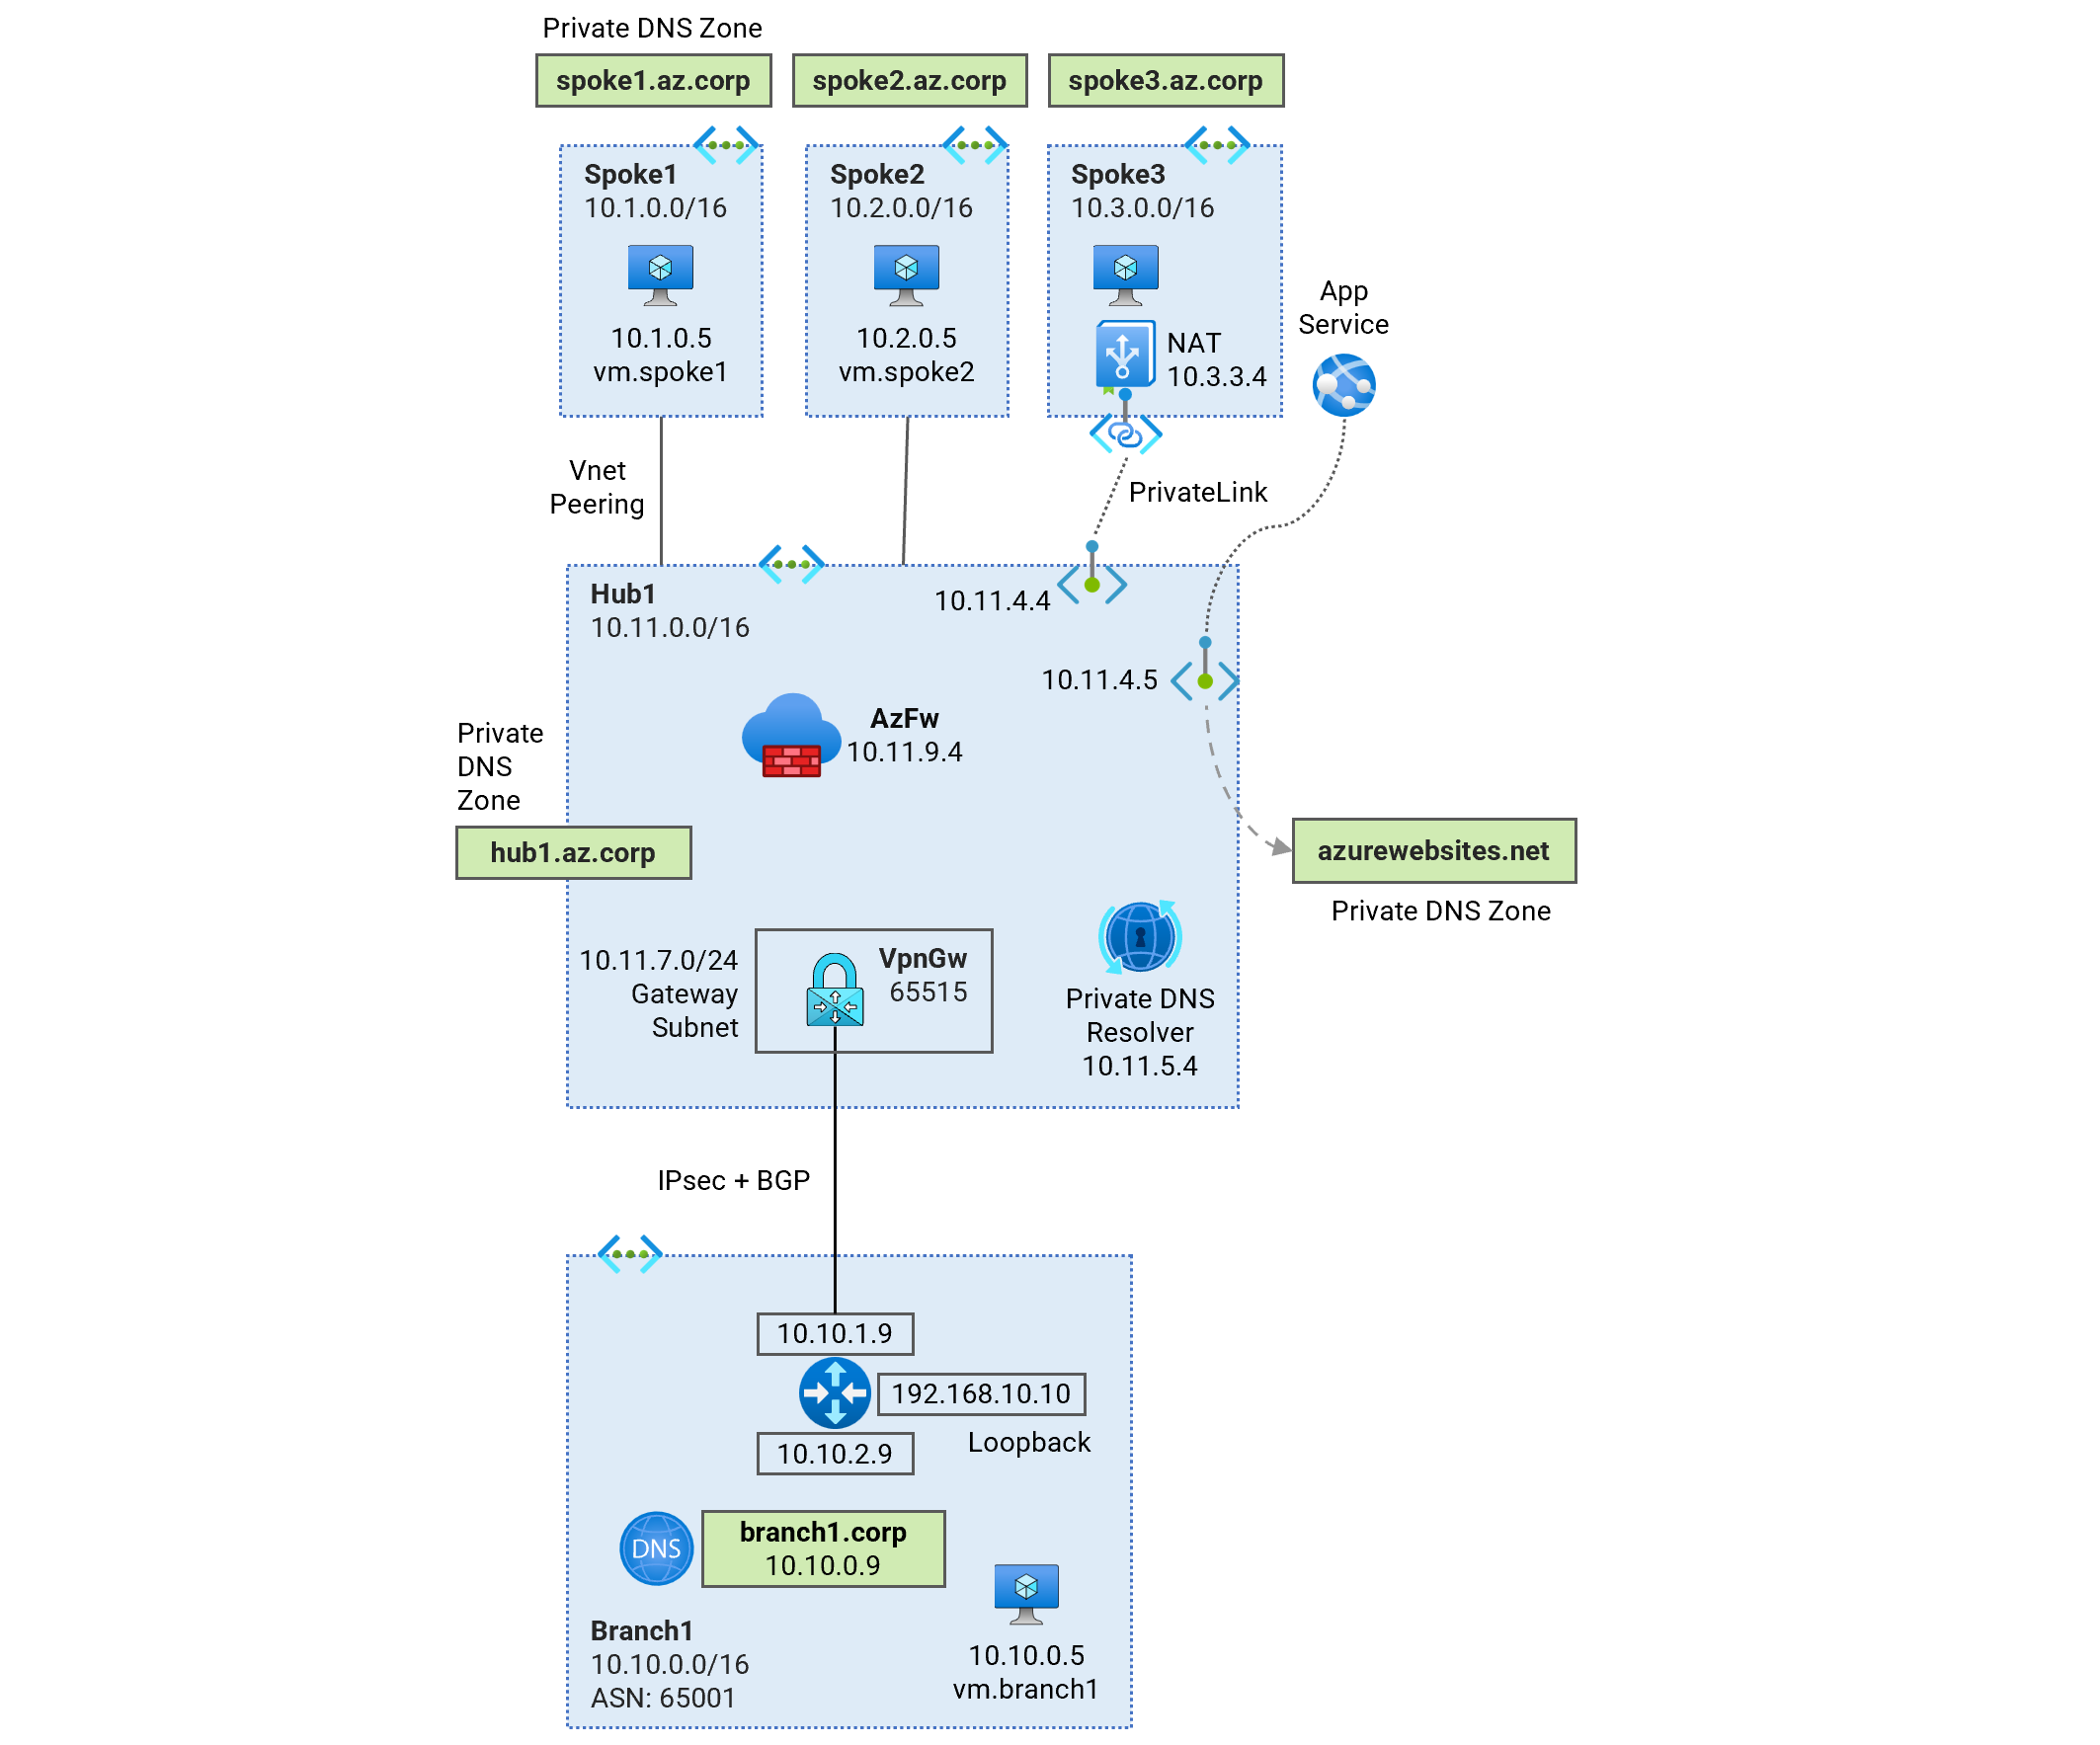 Private DNS Zone
spoke1.az.corp
spoke2.az.corp
spoke3.az.corp
Spoke1
10.1.0.0/16
10.1.0.5
vm.spoke1
Spoke2
10.2.0.0/16
10.2.0.5
vm.spoke2
Spoke3
10.3.0.0/16
NAT
10.3.3.4
App
Service
Vnet
Peering
PrivateLink
Hub1
10.11.0.0/16
10.11.4.4
10.11.4.5
AzFw
10.11.9.4
Private
DNS
Zone
hub1.az.corp
azurewebsites.net
Private DNS Zone
10.11.7.0/24
Gateway
Subnet
VpnGw
65515
Private DNS
Resolver
10.11.5.4
IPsec + BGP
10.10.1.9
192.168.10.10
Loopback
10.10.2.9
DNS
branch1.corp
10.10.0.9
Branch1
10.10.0.0/16
ASN: 65001
10.10.0.5
vm.branch1